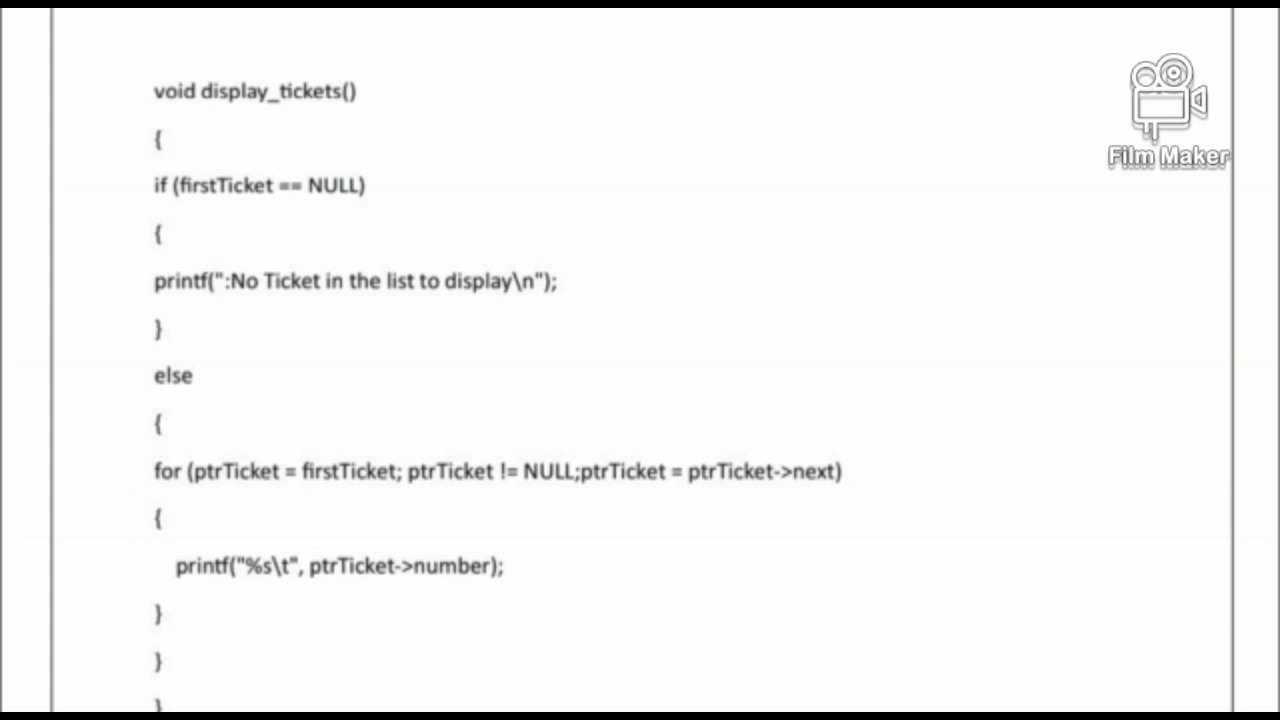 void display_tickets()
{
if (firstTicket == NULL)
{
printf(":No Ticket in the list to display\n");
}
else
{
for (ptrTicket = firstTicket; ptrTicket != NULL;ptrTicket = ptrTicket->next)
{
printf("%s\t", ptrTicket->number);
}
}
}
Film Maker